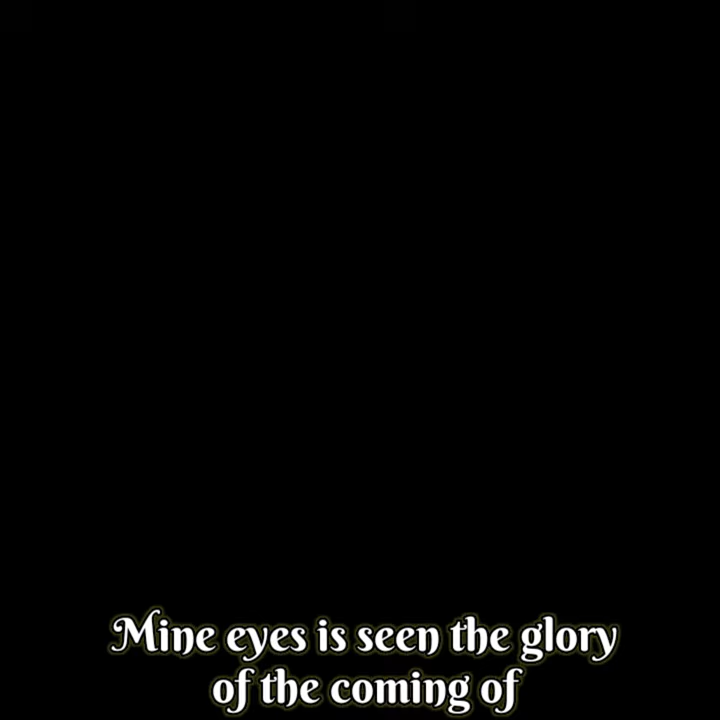 Mine eyes is seen the glory
of the coming of